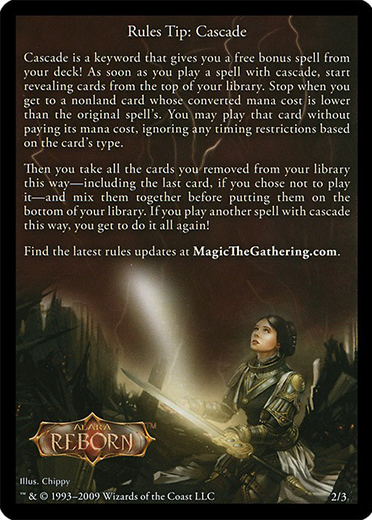 Rules Tip: Cascade
Cascade is a keyword that gives you a free bonus spell from
your deck! As soon as you play a spell with cascade, start
revealing cards from the top of your library. Stop when you
get to a nonland card whose converted mana cost is lower
than the original spell's. You may play that card without
paying its mana cost, ignoring any timing restrictions based
on the card's type.
Then you take all the cards you removed from your library
this way—including the last card, if you chose not to play
it—and mix them together before putting them on the
bottom of your library. If you play another spell with cascade
this way, you get to do it all again!
Find the latest rules updates at MagicTheGathering.com.
ALARA
REBORN™
Illus. Chippy
™ & © 1993–2009 Wizards of the Coast LLC
2/3